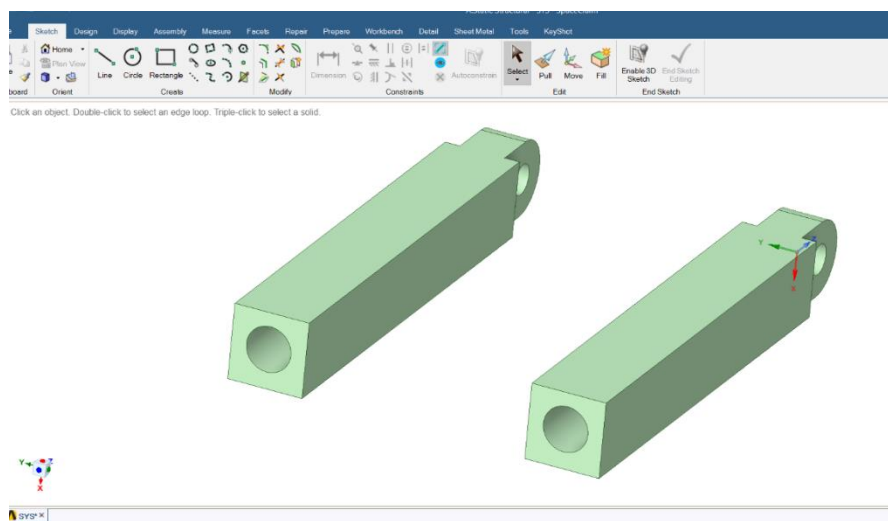 Sketch Design Display Assembly Measure Facets Repair Prepare Workbench Detail Sheet Metal Tools KeyShot
Home
Plan View
Line Circle Rectangle
Dimension
Autoconstrain
Select Pull Move Fill
Enable 3D Sketch
End Sketch Editing
Orient Create Modify Constraints Edit End Sketch
Click an object. Double-click to select an edge loop. Triple-click to select a solid.
Y Z
X
Y Z
X
SYS*